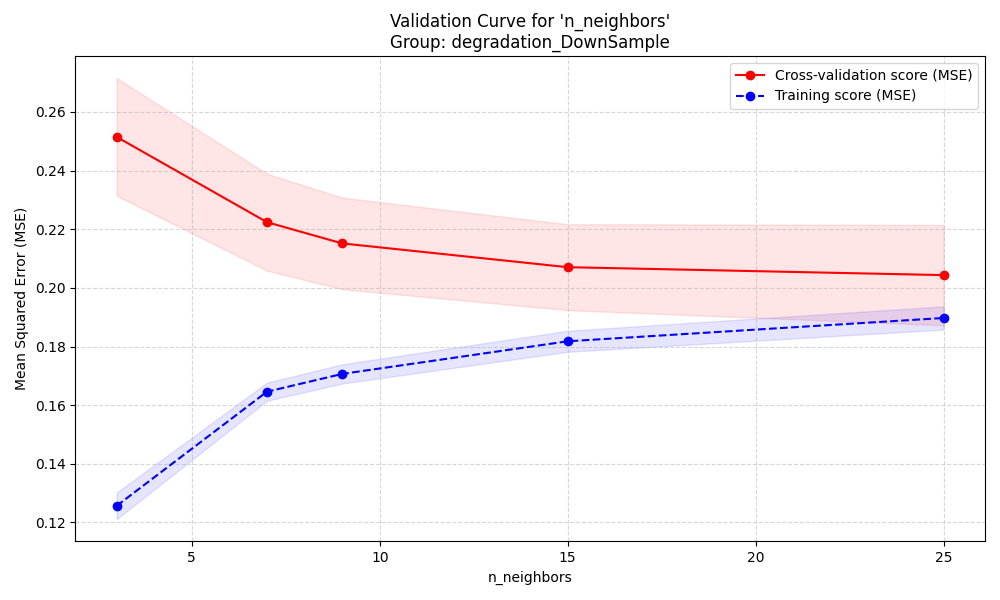 Validation Curve for 'n_neighbors'
Group: degradation_DownSample
Cross-validation score (MSE)
Training score (MSE)
Mean Squared Error (MSE)
0.26
0.24
0.22
0.20
0.18
0.16
0.14
0.12
5
10
15
20
25
n_neighbors